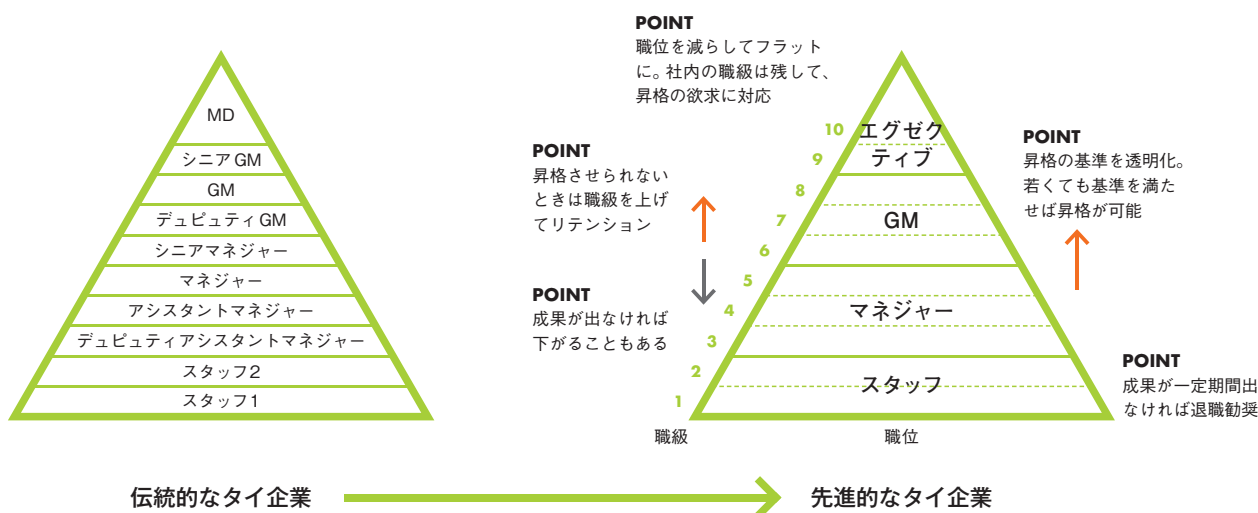 MD
シニアGM
GM
デュピュティGM
シニアマネジャー
マネジャー
アシスタントマネジャー
デュピュティアシスタントマネジャー
スタッフ2
スタッフ1
伝統的なタイ企業
POINT
職位を減らしてフラット
に。社内の職級は残して、
昇格の欲求に対応
POINT
昇格させられない
ときは職級を上げ
てリテンション
POINT
成果が出なければ
下がることもある
10
9
8
7
6
5
4
3
2
1
職級
エグゼク
ティブ
GM
マネジャー
スタッフ
職位
POINT
昇格の基準を透明化。
若くても基準を満た
せば昇格が可能
POINT
成果が一定期間出
なければ退職勧奨
先進的なタイ企業